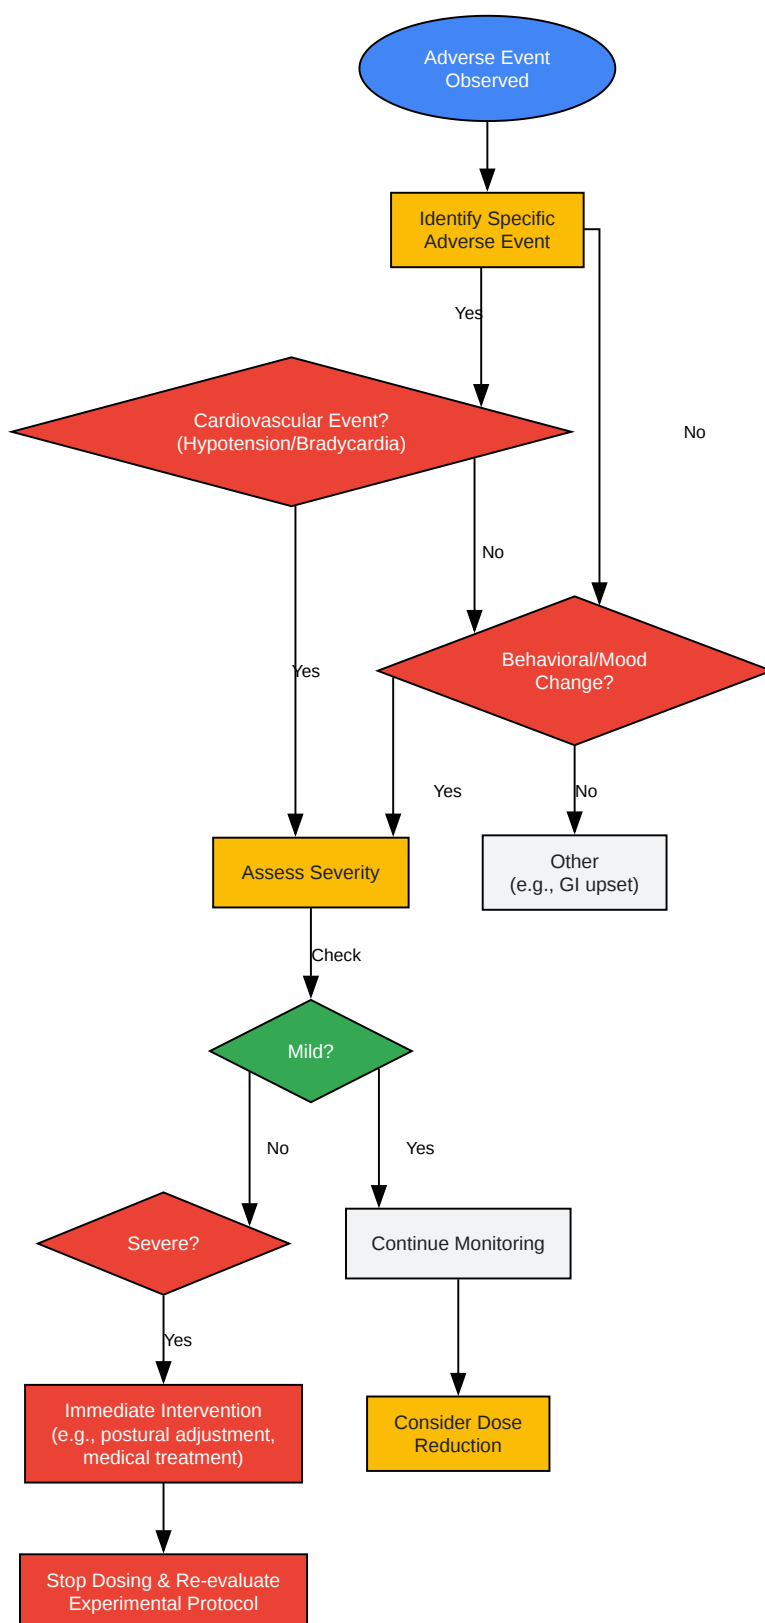 Adverse Event
Observed
Identify Specific
Adverse Event
Yes
Cardiovascular Event?
(Hypotension/Bradycardia)
No
No
Behavioral/Mood
Change?
Yes
Yes
No
Assess Severity
Other
(e.g., GI upset)
Check
Mild?
No
Yes
Severe?
Continue Monitoring
Yes
Immediate Intervention
(e.g., postural adjustment,
medical treatment)
Consider Dose
Reduction
Stop Dosing & Re-evaluate
Experimental Protocol